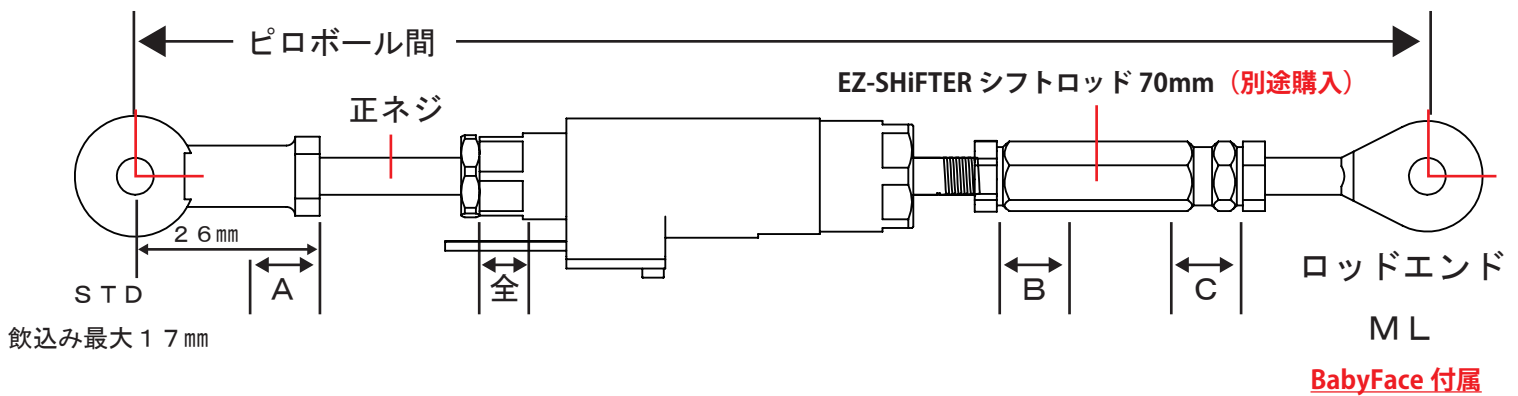 ピロボール間
EZ-SHiFTER シフトロッド 70mm（別途購入）
正ネジ
２６㎜
A
全
B
C
ロッドエンド
ＳＴＤ
飲込み最大１７㎜
ＭＬ
BabyFace 付属